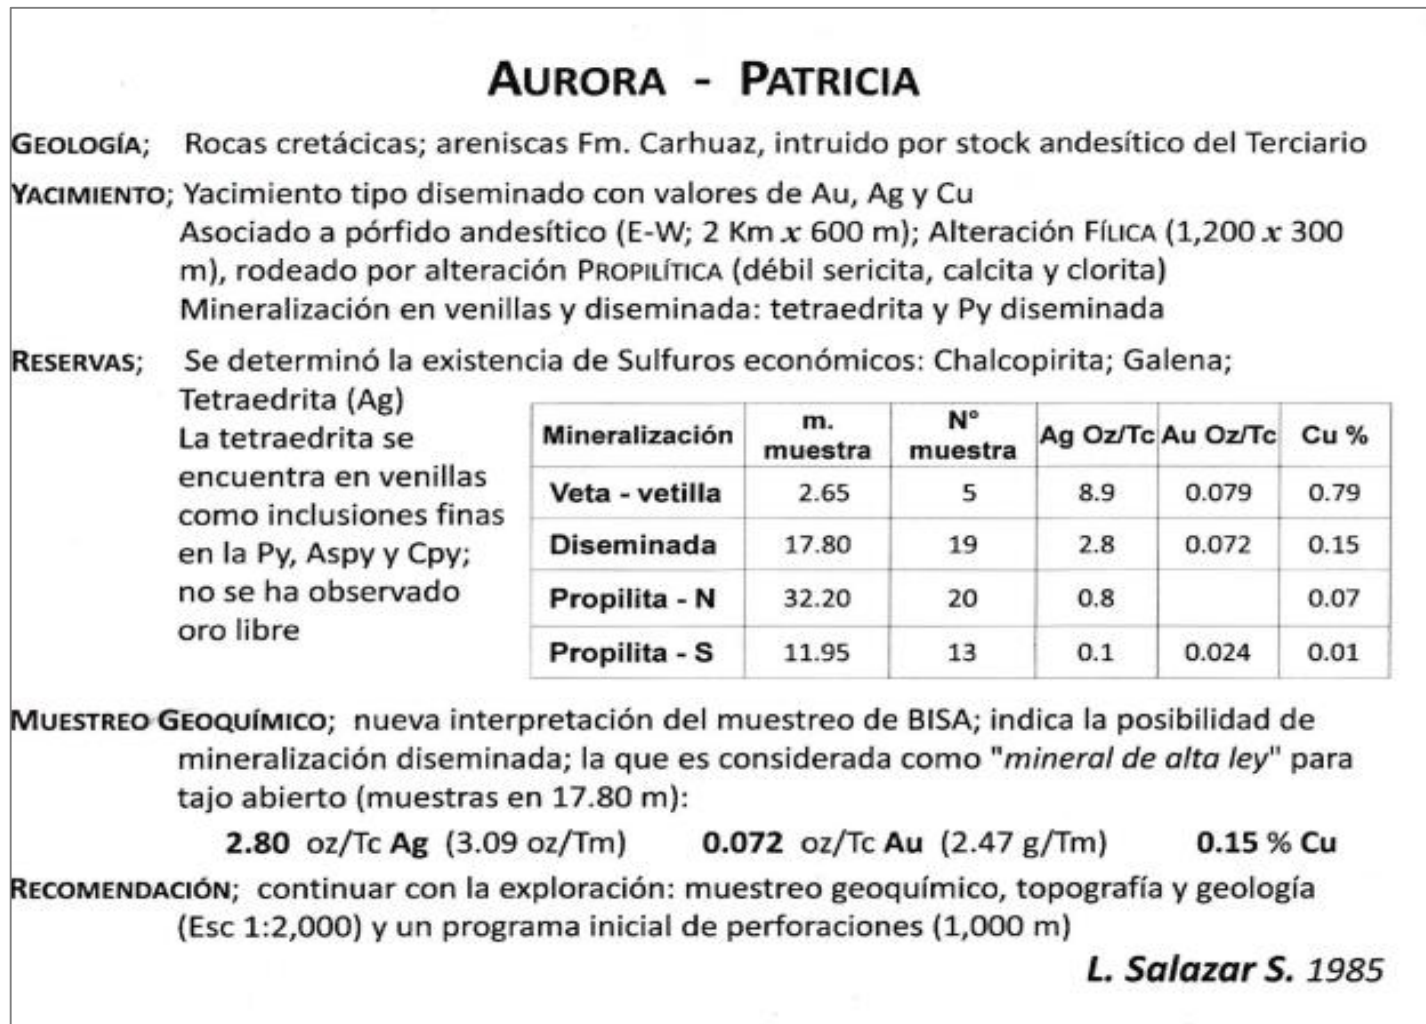 AURORA - PATRICIA
GEOLOGÍA; Rocas cretácicas; areniscas Fm. Carhuaz, intruido por stock andesítico del Terciario
YACIMIENTO; Yacimiento tipo diseminado con valores de Au, Ag y Cu
Asociado a pórfido andesítico (E-W; 2 Km x 600 m); Alteración FÍLICA (1,200 x 300
m), rodeado por alteración PROPILÍTICA (débil sericita, calcita y clorita)
Mineralización en venillas y diseminada: tetraedrita y Py diseminada
RESERVAS; Se determinó la existencia de Sulfuros económicos: Chalcopirita; Galena;
Tetraedrita (Ag)
La tetraedrita se
encuentra en venillas
como inclusiones finas
en la Py, Aspy y Cpy;
no se ha observado
oro libre
Mineralización m. muestra N° muestra Ag Oz/Tc Au Oz/Tc Cu %
Veta - vetilla 2.65 5 8.9 0.079 0.79
Diseminada 17.80 19 2.8 0.072 0.15
Propilita - N 32.20 20 0.8 0.07
Propilita - S 11.95 13 0.1 0.024 0.01
MUESTREO GEOQUÍMICO; nueva interpretación del muestreo de BISA; indica la posibilidad de
mineralización diseminada; la que es considerada como "mineral de alta ley" para
tajo abierto (muestras en 17.80 m):
2.80 oz/Tc Ag (3.09 oz/Tm) 0.072 oz/Tc Au (2.47 g/Tm) 0.15 % Cu
RECOMENDACIÓN; continuar con la exploración: muestreo geoquímico, topografía y geología
(Esc 1:2,000) y un programa inicial de perforaciones (1,000 m)
L. Salazar S. 1985